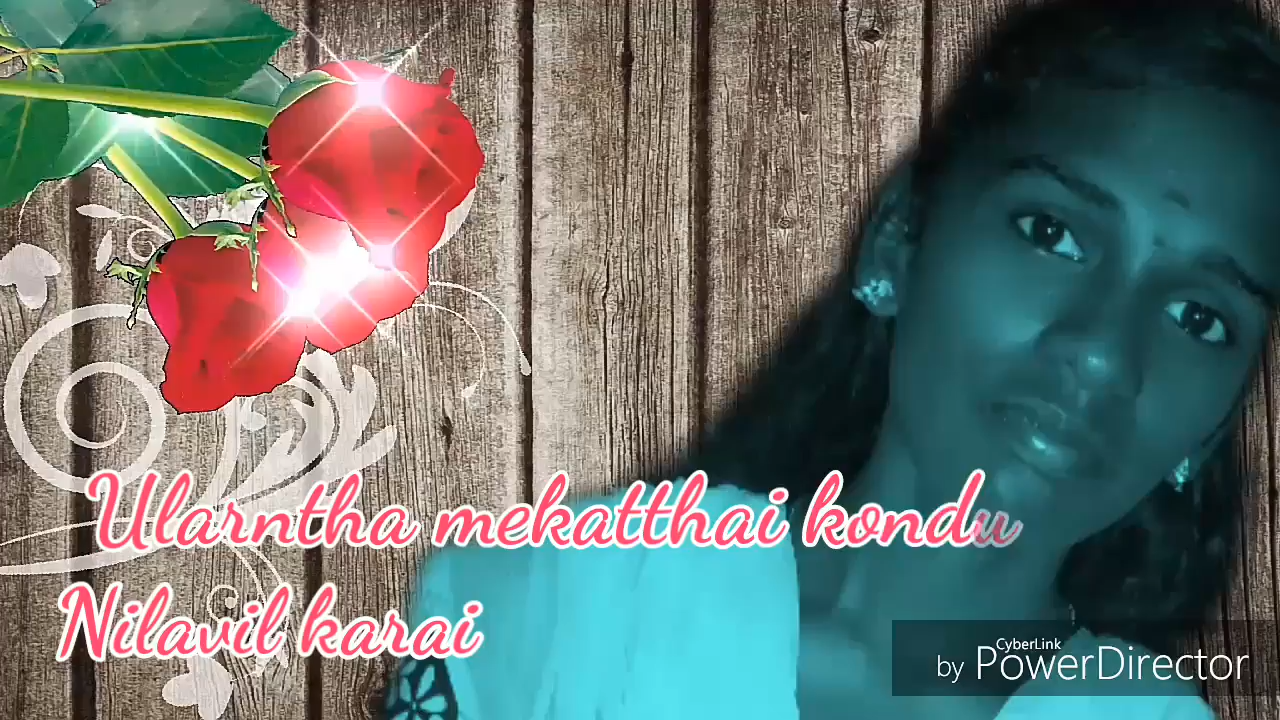 Ularntha mekatthai kondu
Nilavil karai
CyberLink
by PowerDirector